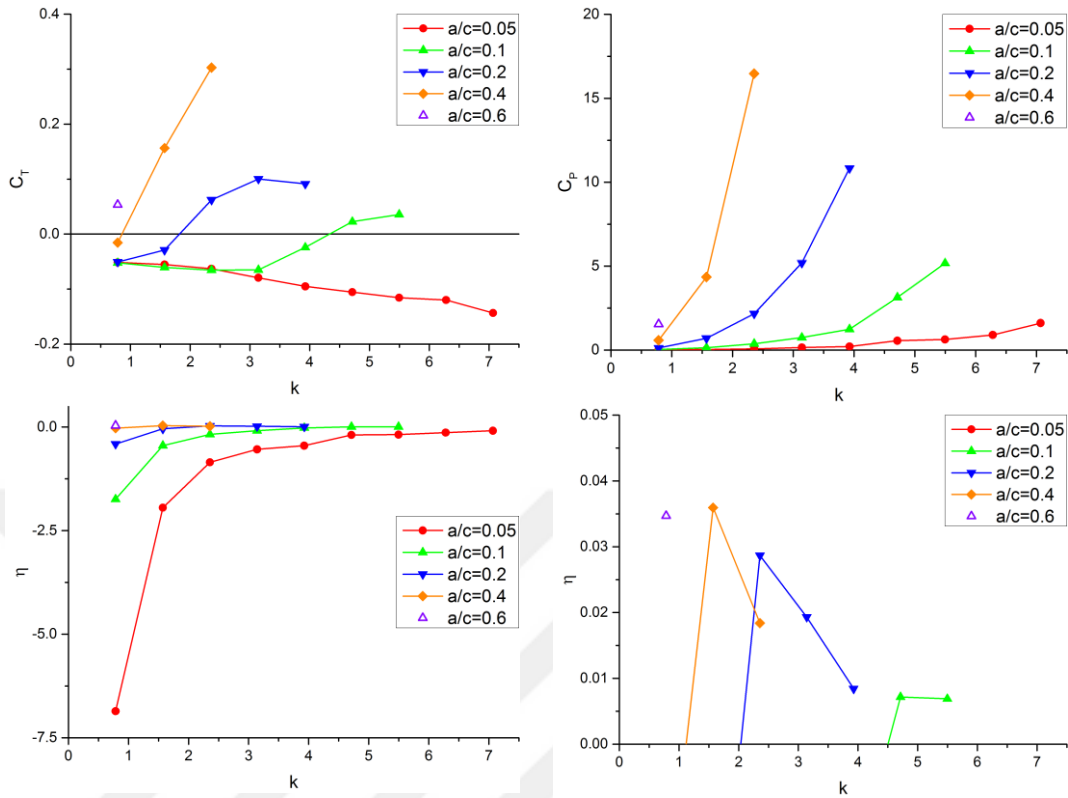 0.4
0.2
0.0
-0.2
C_T
0 1 2 3 4 5 6 7
k
a/c=0.05
a/c=0.1
a/c=0.2
a/c=0.4
a/c=0.6
20
15
10
5
0
C_P
0 1 2 3 4 5 6 7
k
a/c=0.05
a/c=0.1
a/c=0.2
a/c=0.4
a/c=0.6
0.0
-2.5
-5.0
-7.5
η
0 1 2 3 4 5 6 7
k
a/c=0.05
a/c=0.1
a/c=0.2
a/c=0.4
a/c=0.6
0.05
0.04
0.03
0.02
0.01
0.00
η
0 1 2 3 4 5 6 7
k
a/c=0.05
a/c=0.1
a/c=0.2
a/c=0.4
a/c=0.6